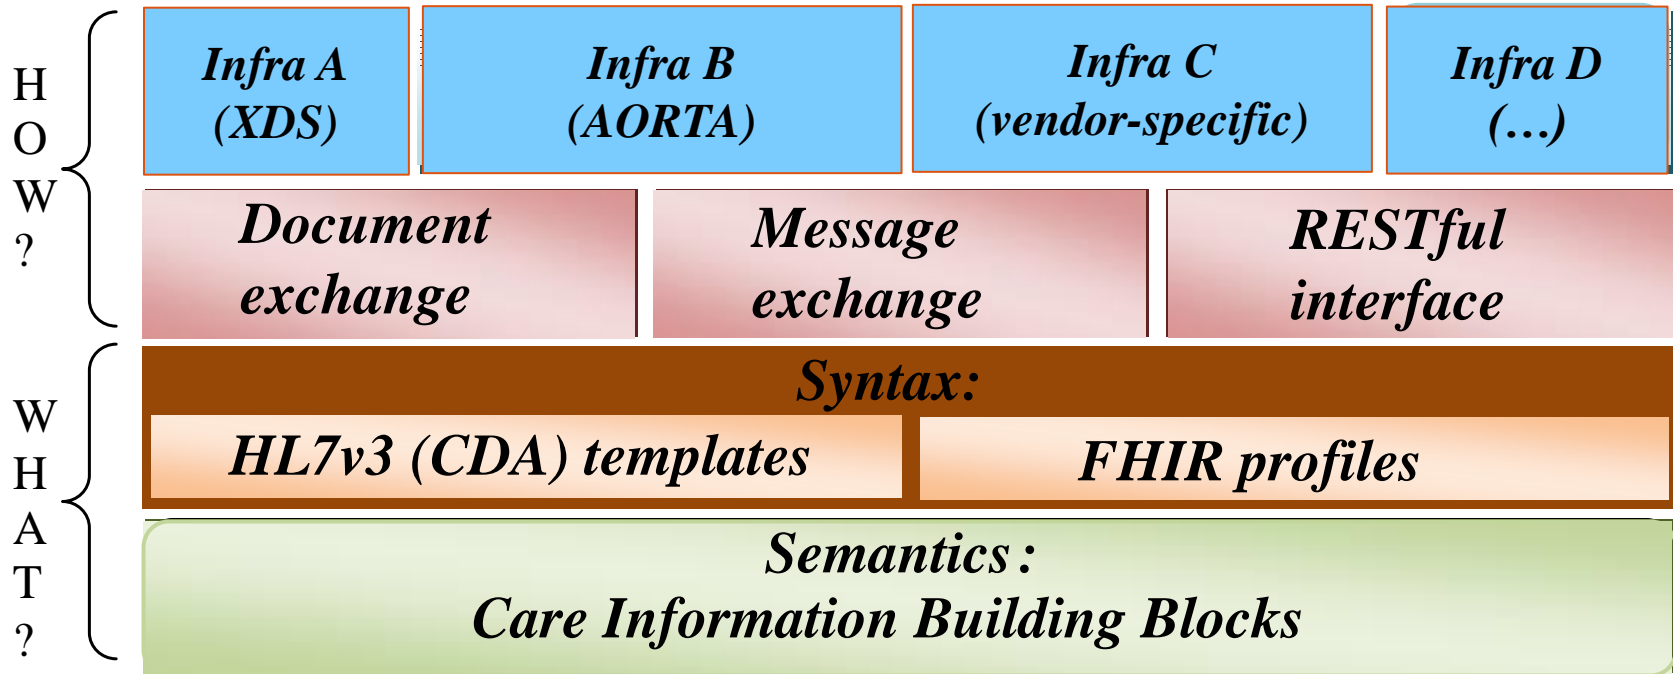 HOW?
Infra A
(XDS)
Infra B
(AORTA)
Infra C
(vendor-specific)
Infra D
(...)
Document
exchange
Message
exchange
RESTful
interface
WHAT?
Syntax:
HL7v3 (CDA) templates
FHIR profiles
Semantics:
Care Information Building Blocks